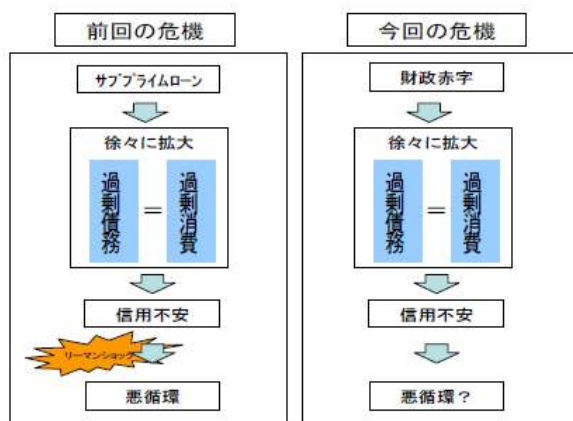 前回の危機
サブプライムローン
徐々に拡大
過剰債務
=
過剰消費
信用不安
リーマンショック
悪循環
今回の危機
財政赤字
徐々に拡大
過剰債務
=
過剰消費
信用不安
悪循環?